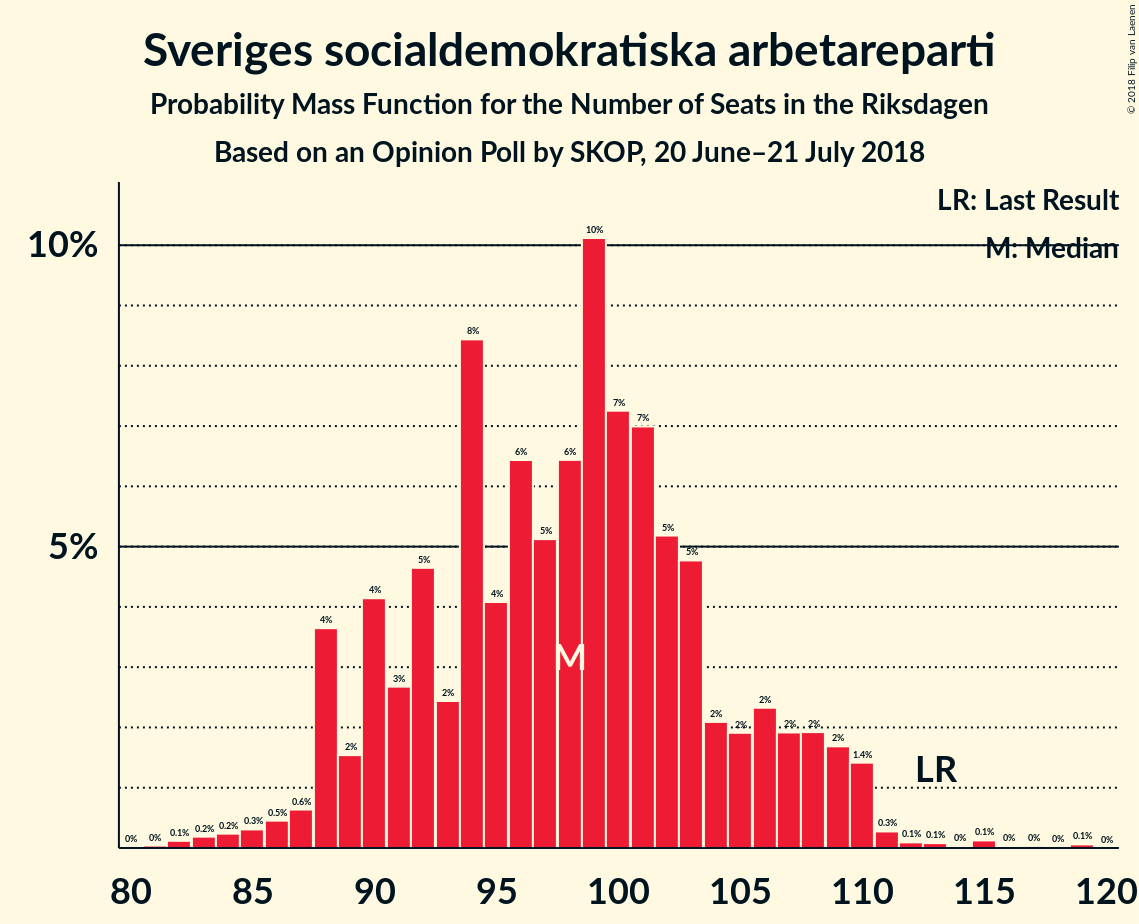 Sveriges socialdemokratiska arbetareparti
Probability Mass Function for the Number of Seats in the Riksdagen
Based on an Opinion Poll by SKOP, 20 June–21 July 2018
© 2018 Filip van Laenen
LR: Last Result
M: Median
10%
5%
0% 0% 0.1% 0.2% 0.2% 0.3% 0.5% 0.6% 4% 2% 4% 3% 5% 2% 8% 4% 6% 5% 6% 10% 7% 7% 5% 5% 2% 2% 2% 2% 2% 2% 1.4% 0.3% 0.1% 0.1% 0% 0.1% 0% 0% 0% 0.1% 0%
M
LR
80 85 90 95 100 105 110 115 120